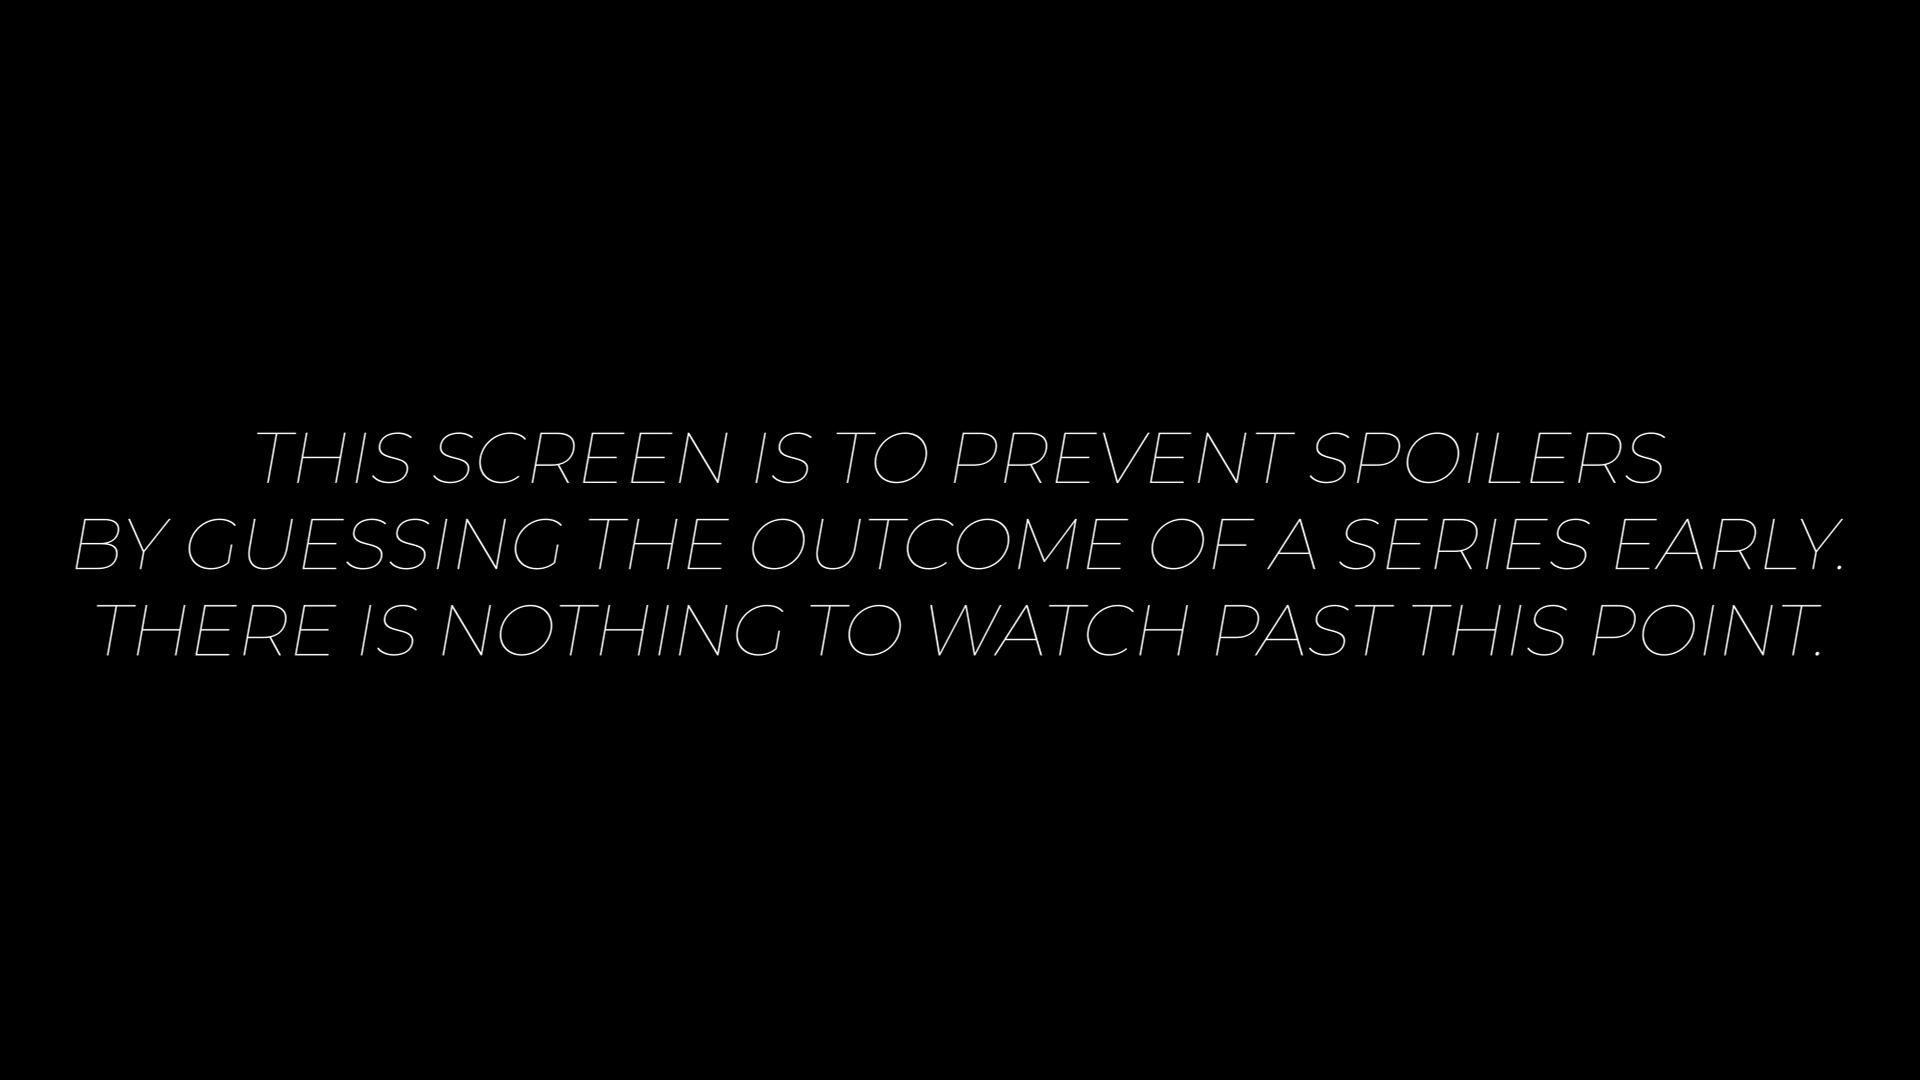 THIS SCREEN IS TO PREVENT SPOILERS
BY GUESSING THE OUTCOME OF A SERIES EARLY.
THERE IS NOTHING TO WATCH PAST THIS POINT.